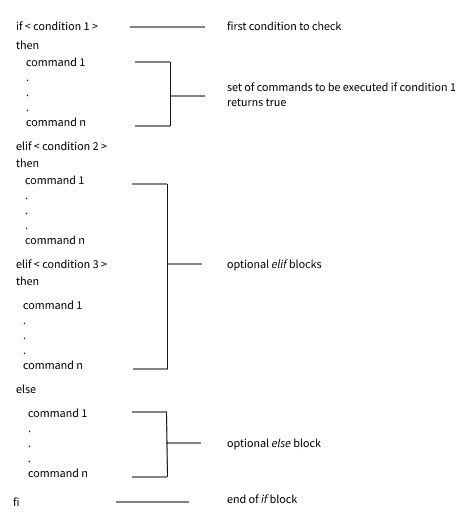 if < condition 1 > first condition to check
then
command 1
.
.
.
command n
set of commands to be executed if condition 1
returns true
elif < condition 2 >
then
command 1
.
.
.
command n
elif < condition 3 >
then
command 1
.
.
.
command n
optional elif blocks
else
command 1
.
.
.
command n
optional else block
fi end of if block